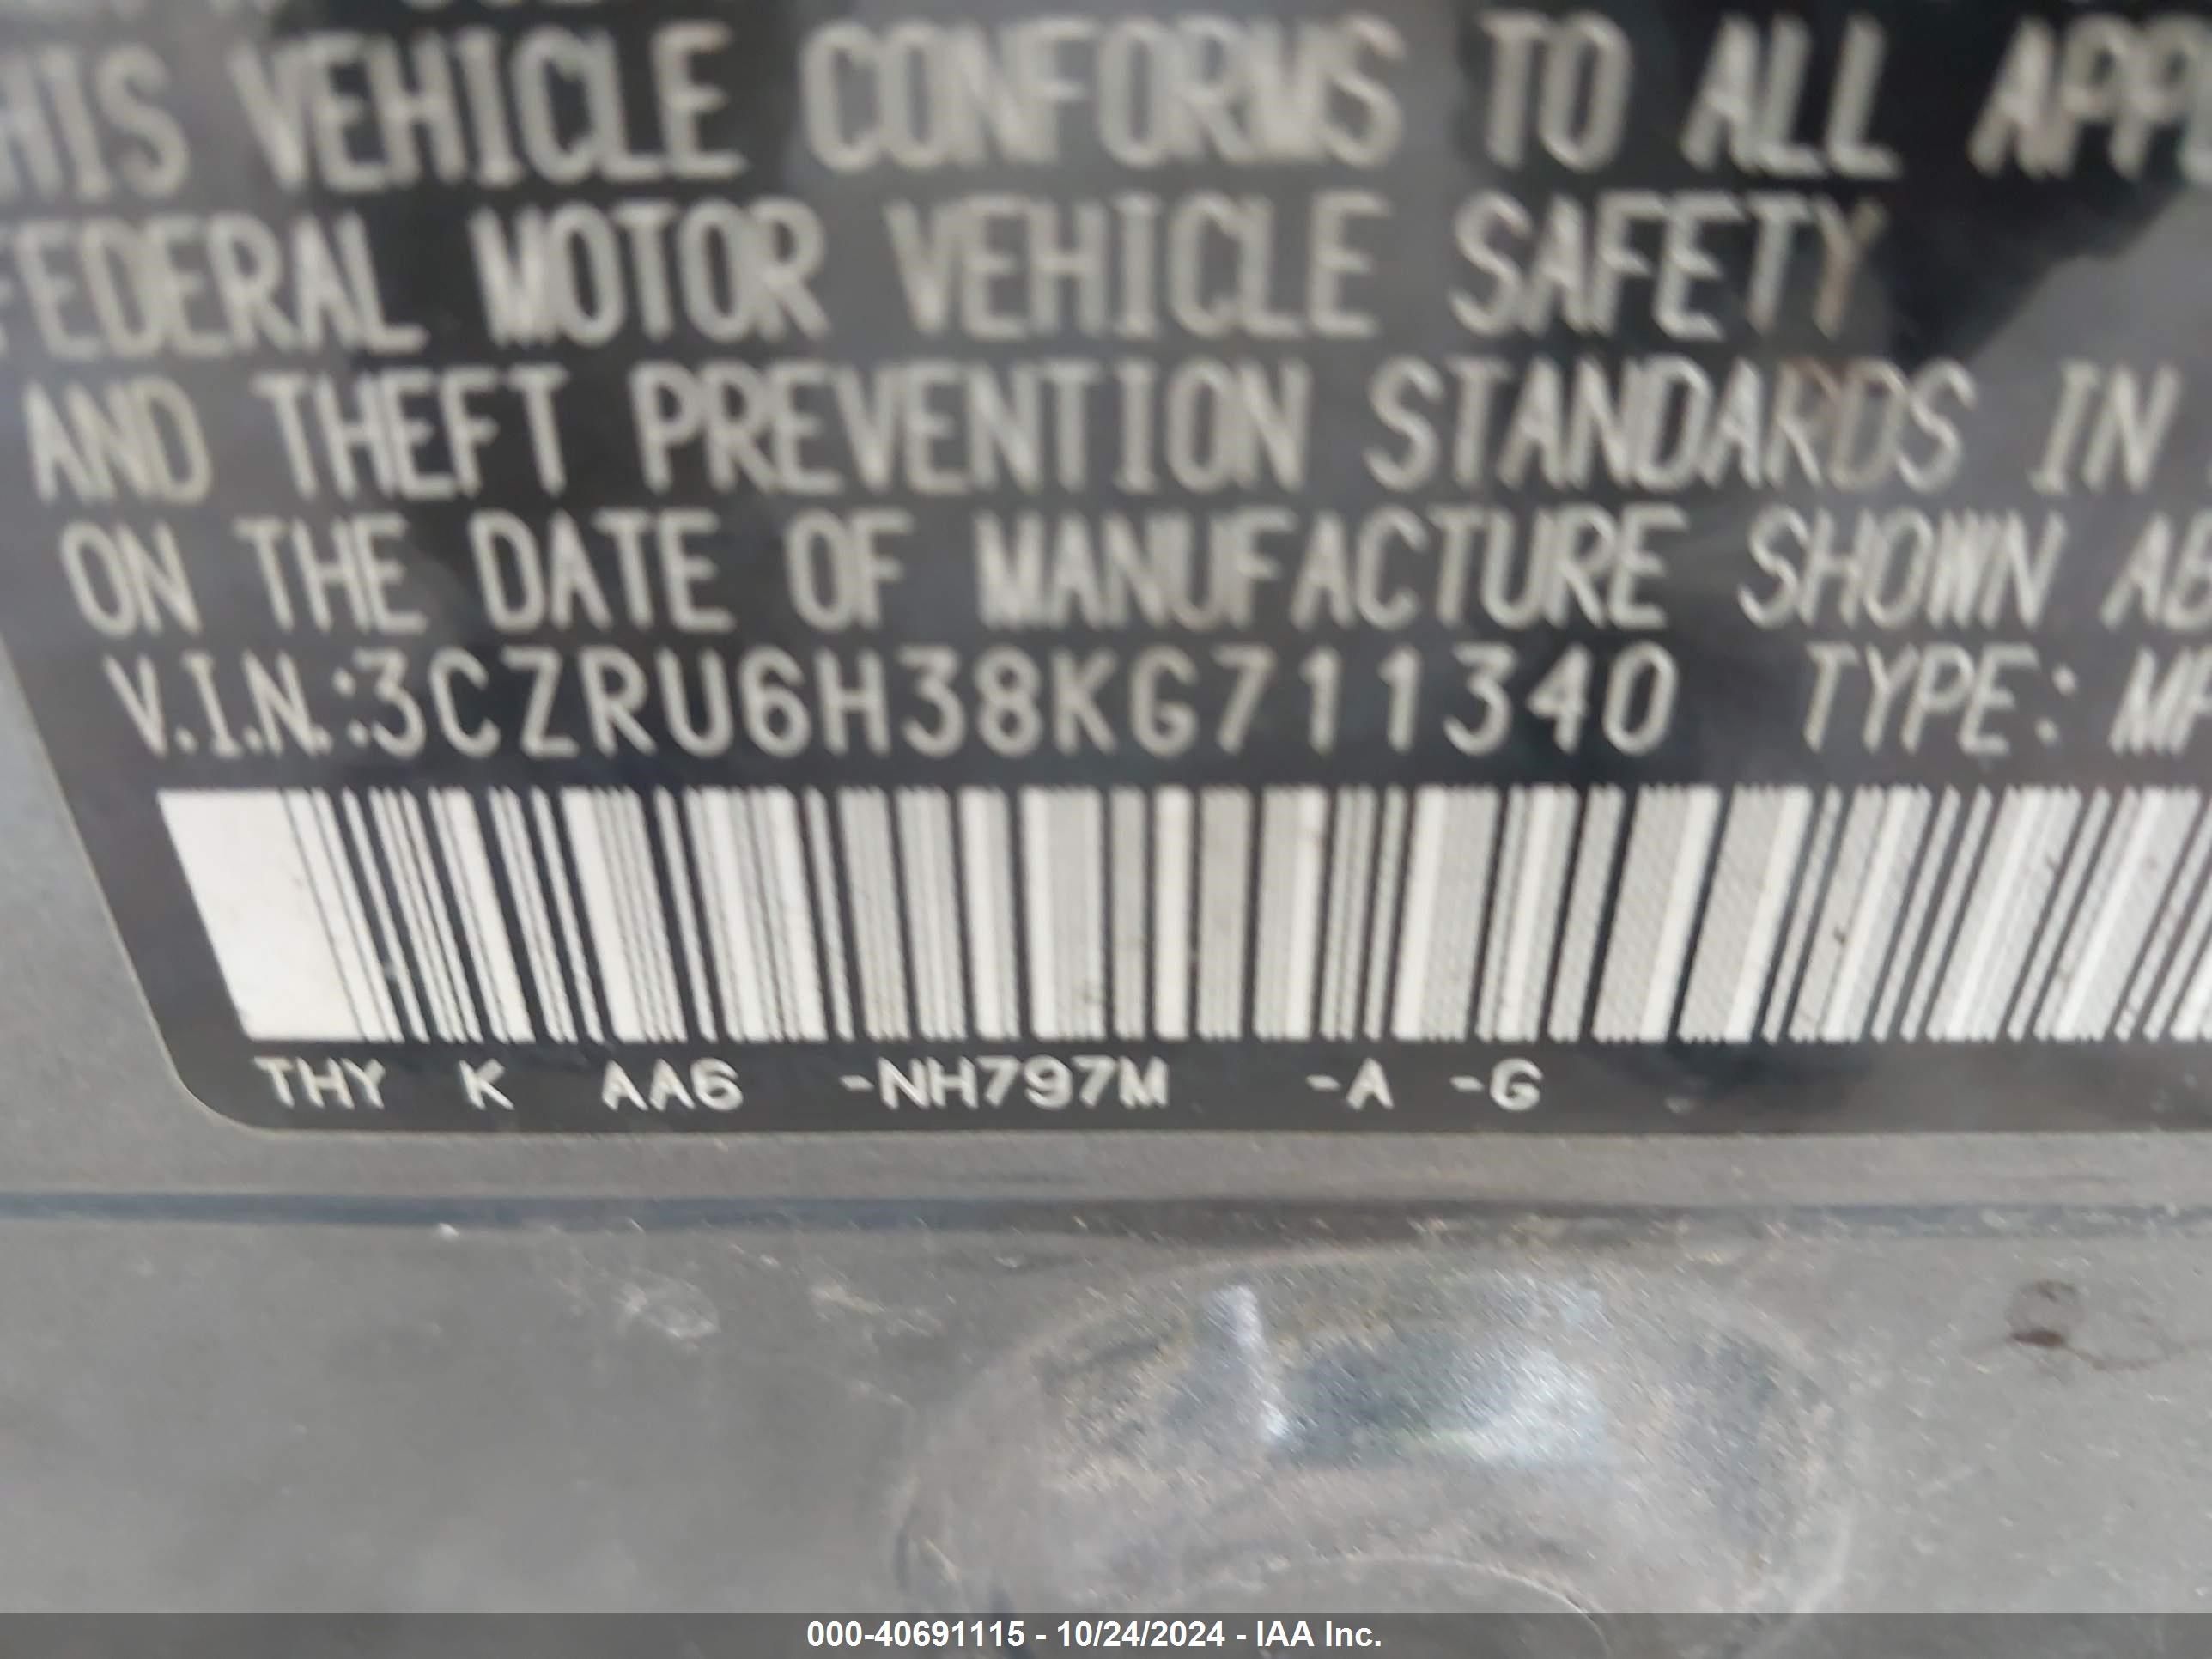 THIS VEHICLE CONFORMS TO ALL
FEDERAL MOTOR VEHICLE SAFETY
AND THEFT PREVENTION STANDARDS IN
ON THE DATE OF MANUFACTURE SHOWN
V.I.N.:3CZRU6H38KG711340 TYPE:
THY K AA6 -NH797M -A -G
000-40691115 - 10/24/2024 - IAA Inc.